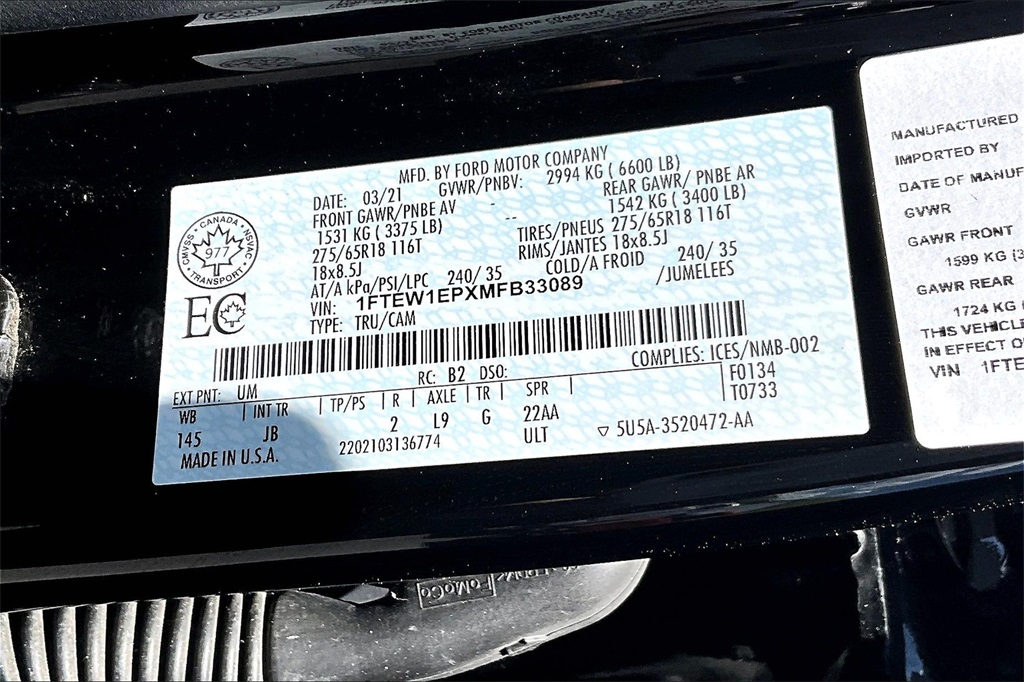 MFD. BY FORD MOTOR COMPANY
DATE: 03/21 GVWR/PNBV: 2994 KG ( 6600 LB)
FRONT GAWR/PNBE AV - REAR GAWR/ PNBE AR
1531 KG ( 3375 LB) -- 1542 KG ( 3400 LB)
275/65R18 116T TIRES/PNEUS 275/65R18 116T
18x8.5J RIMS/JANTES 18x8.5J
AT/A kPa/PSI/LPC 240/ 35 COLD/A FROID 240/ 35
VIN: 1FTEW1EPXMFB33089 /JUMELEES
TYPE: TRU/CAM
CMVSS · CANADA · NSVAC
977
TRANSPORT
EC
COMPLIES: ICES/NMB-002
RC: B2 DSO: F0134
EXT PNT: UM T0733
WB | INT TR | TP/PS | R | AXLE | TR | SPR |
145 JB 2 L9 G 22AA
2202103136774 ULT ▽ 5U5A-3520472-AA
MADE IN U.S.A.
MANUFACTURED
IMPORTED BY
DATE OF MANUF
GVWR
GAWR FRONT
1599 KG (3
GAWR REAR
1724 KG (
THIS VEHICLE
IN EFFECT O
VIN 1FTE
FoMoCo